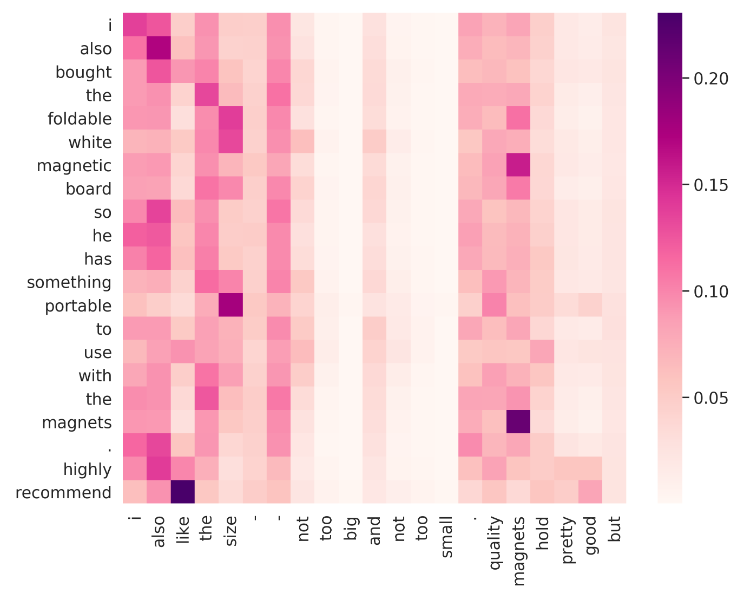 i
also
bought
the
foldable
white
magnetic
board
so
he
has
something
portable
to
use
with
the
magnets
.
highly
recommend
i
also
like
the
size
-
-
not
too
big
and
not
too
small
.
quality
magnets
hold
pretty
good
but
0.20
0.15
0.10
0.05